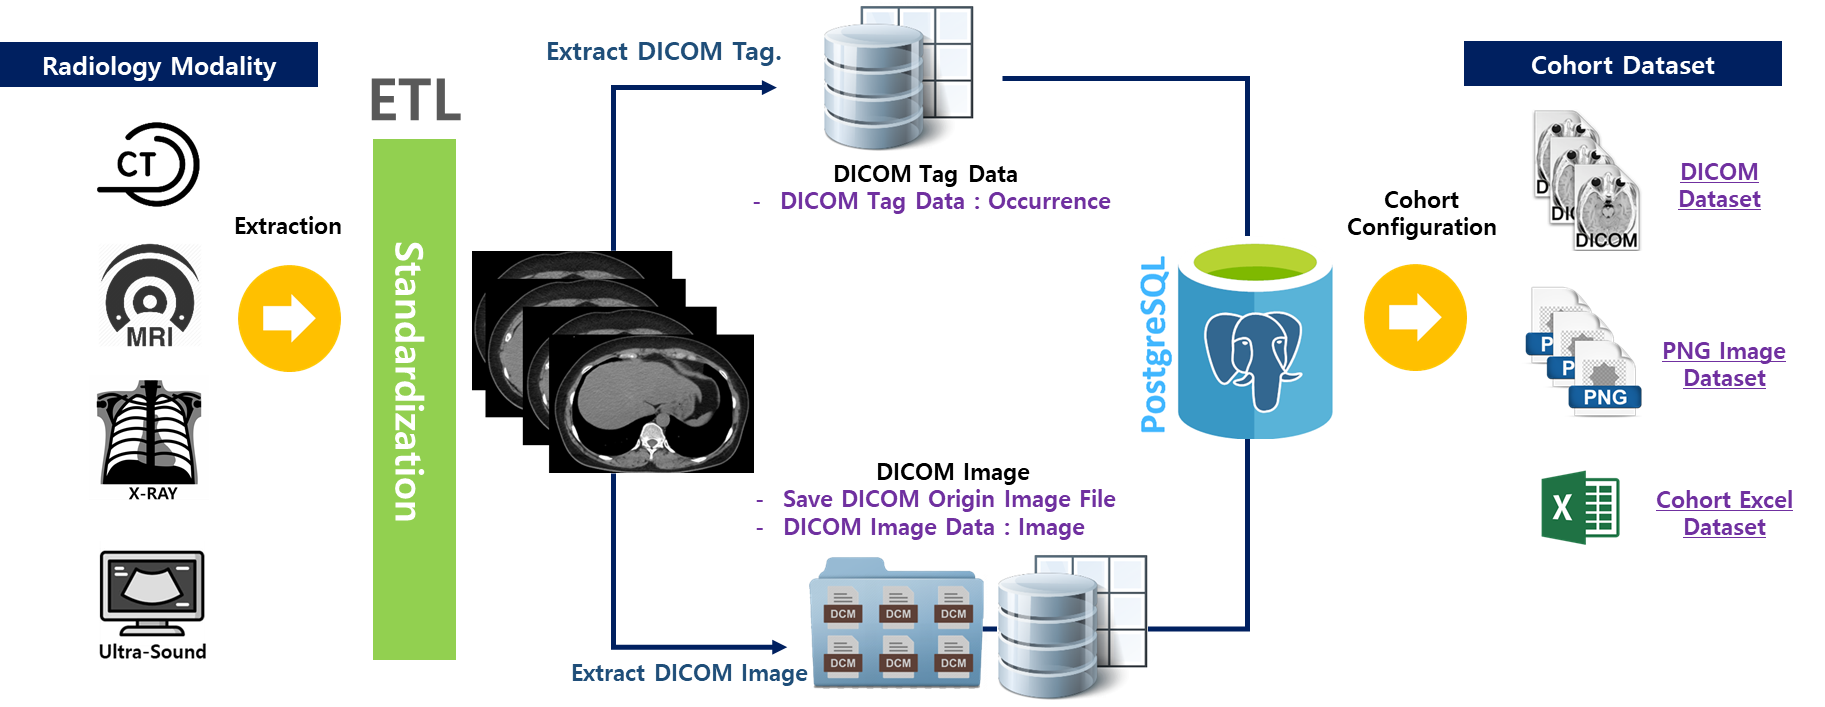 Radiology Modality
CT
MRI
X-RAY
Ultra-Sound
Extraction
ETL
Standardization
Extract DICOM Tag.
DICOM Tag Data
- DICOM Tag Data : Occurrence
DICOM Image
- Save DICOM Origin Image File
- DICOM Image Data : Image
DCM DCM DCM
DCM DCM DCM
Extract DICOM Image
PostgreSQL
Cohort
Configuration
Cohort Dataset
D
DI
DICOM
DICOM
Dataset
P
P
PNG
PNG Image
Dataset
X
Cohort Excel
Dataset